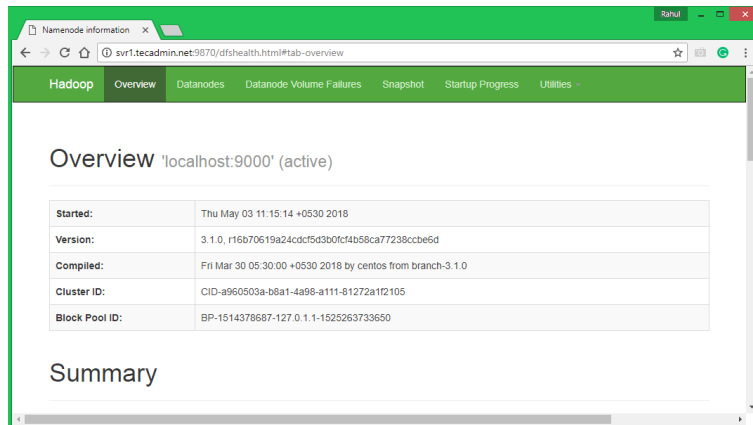 Rahul
Namenode information
svr1.tecadmin.net:9870/dfshealth.html#tab-overview
Hadoop Overview Datanodes Datanode Volume Failures Snapshot Startup Progress Utilities
Overview 'localhost:9000' (active)
Started: Thu May 03 11:15:14 +0530 2018
Version: 3.1.0, r16b70619a24cdcf5d3b0fcf4b58ca77238ccbe6d
Compiled: Fri Mar 30 05:30:00 +0530 2018 by centos from branch-3.1.0
Cluster ID: CID-a960503a-b8a1-4a98-a111-81272a1f2105
Block Pool ID: BP-1514378687-127.0.1.1-1525263733650
Summary